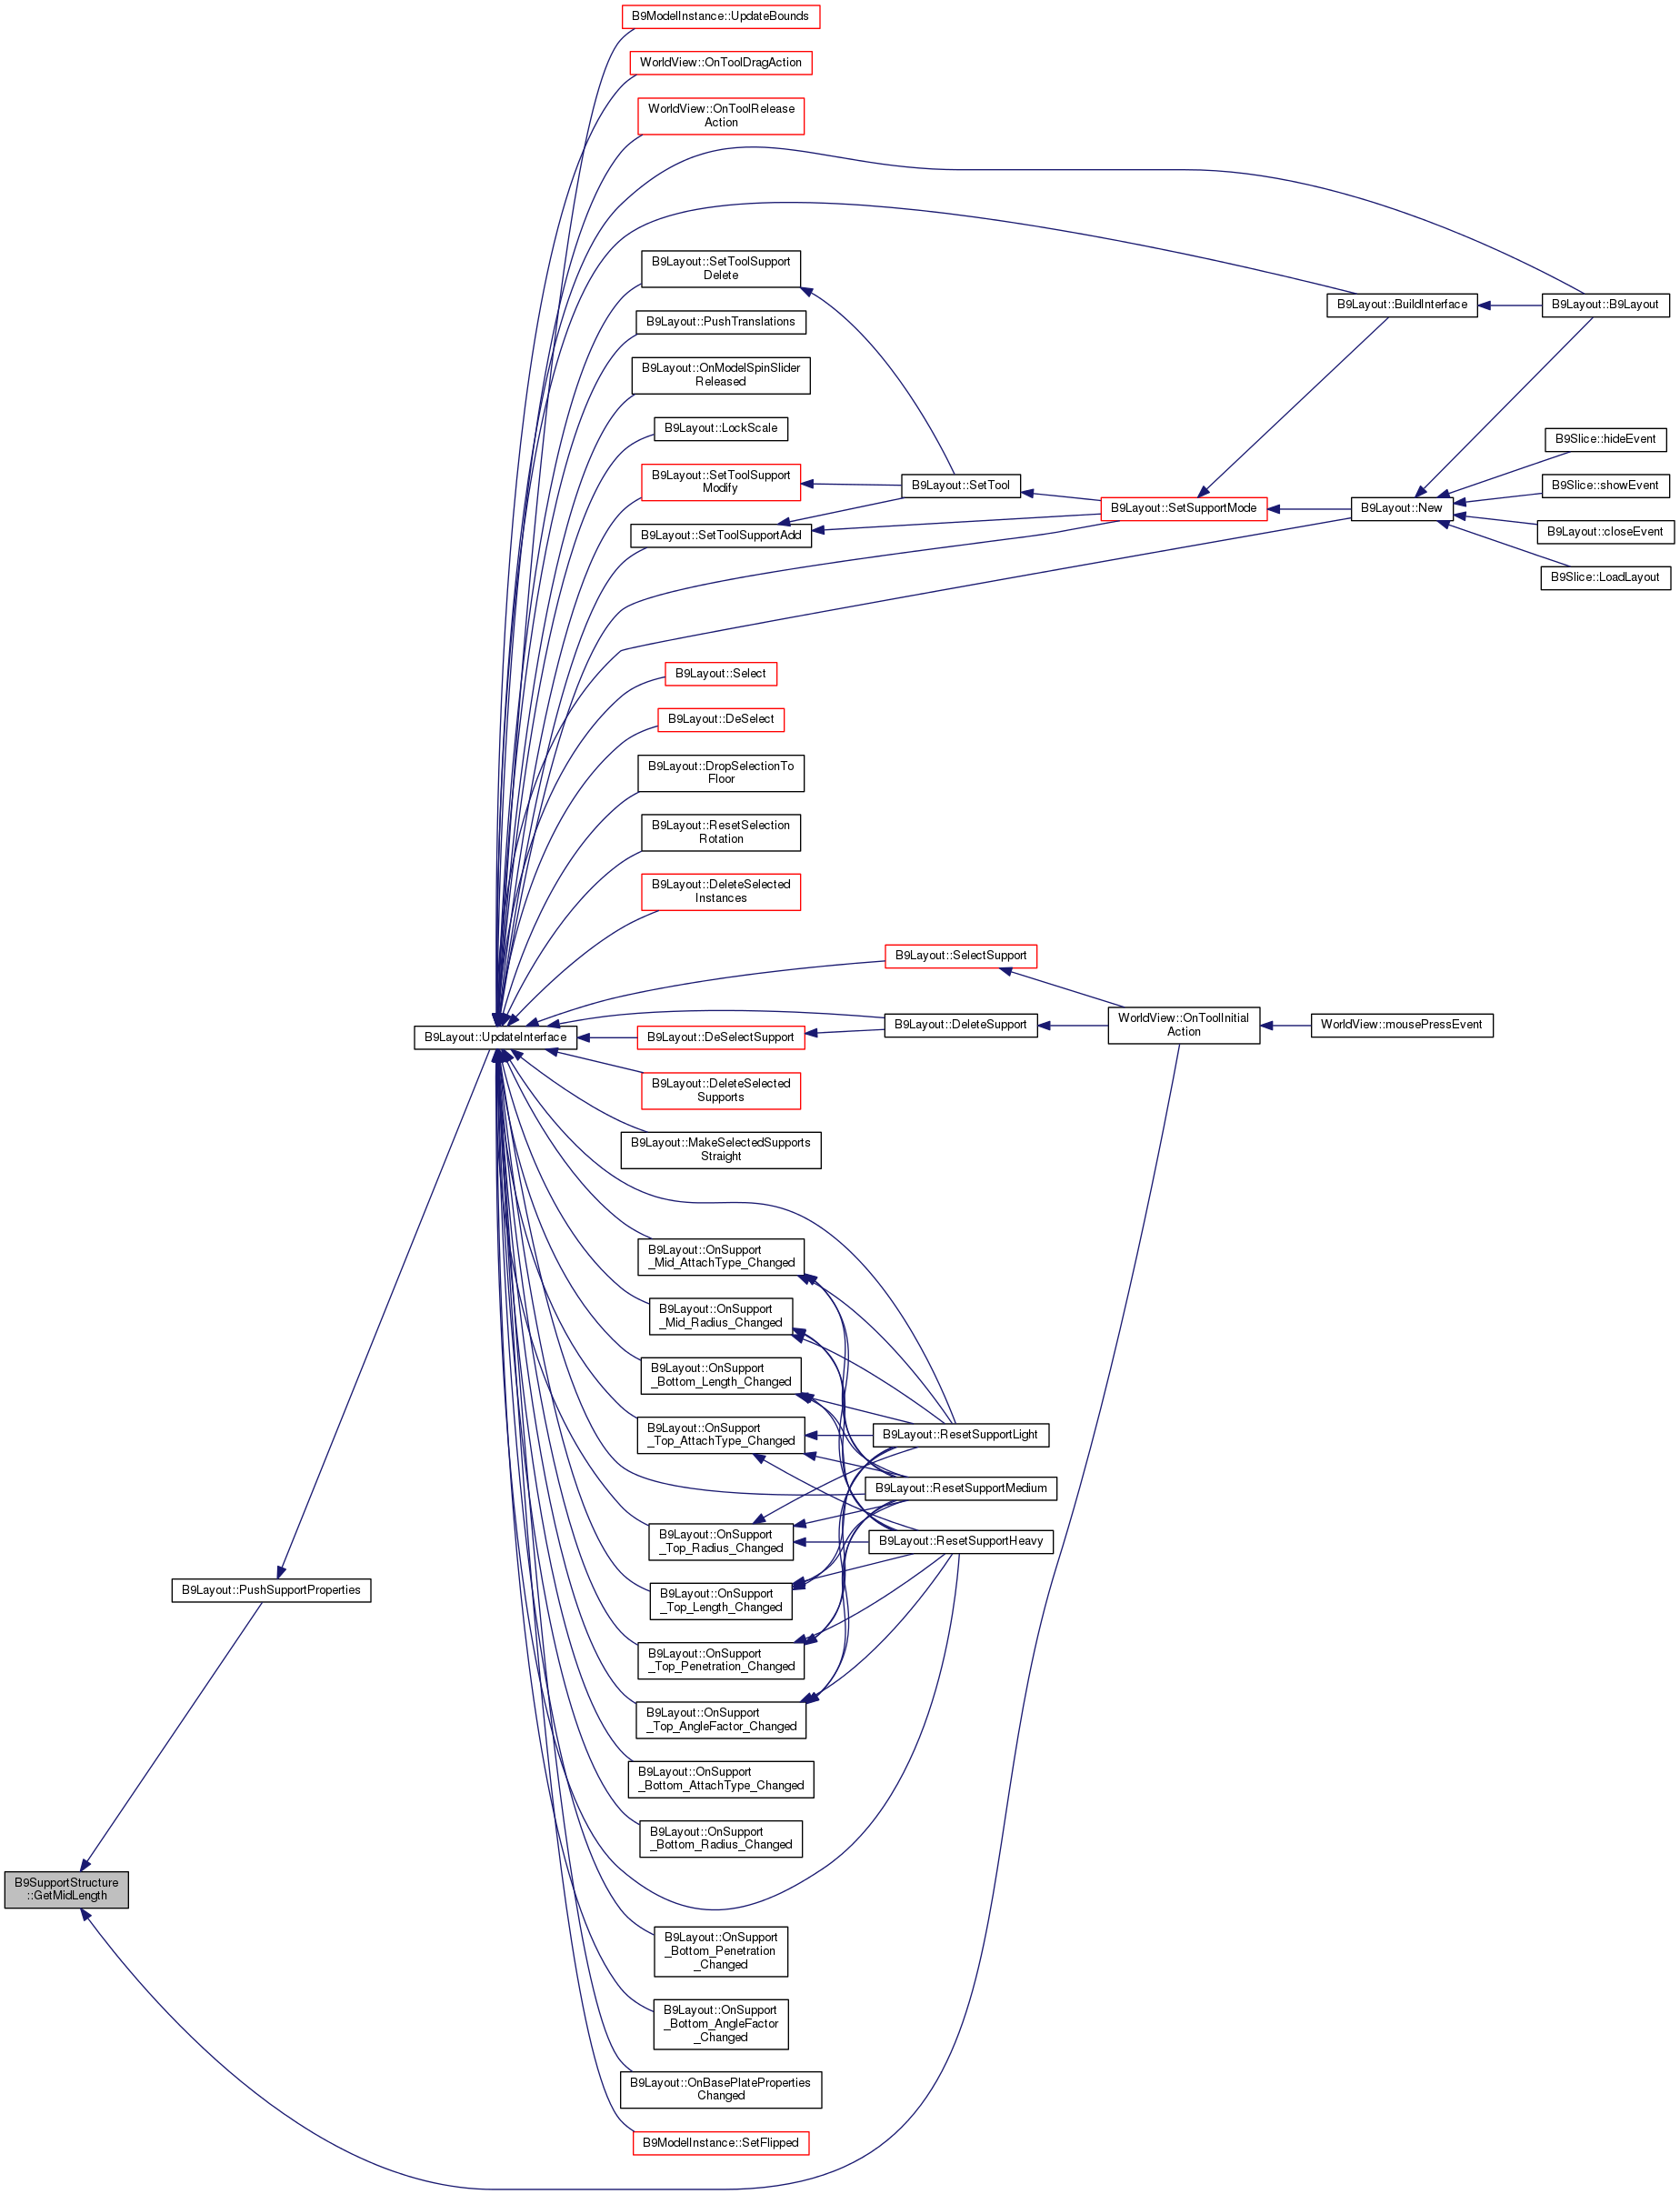 B9ModelInstance::UpdateBounds
WorldView::OnToolDragAction
WorldView::OnToolRelease
Action
B9Layout::SetToolSupport
Delete
B9Layout::BuildInterface
B9Layout::B9Layout
B9Layout::PushTranslations
B9Layout::OnModelSpinSlider
Released
B9Layout::LockScale
B9Slice::hideEvent
B9Layout::SetToolSupport
Modify
B9Layout::SetTool
B9Slice::showEvent
B9Layout::SetSupportMode
B9Layout::New
B9Layout::SetToolSupportAdd
B9Layout::closeEvent
B9Slice::LoadLayout
B9Layout::Select
B9Layout::DeSelect
B9Layout::DropSelectionTo
Floor
B9Layout::ResetSelection
Rotation
B9Layout::DeleteSelected
Instances
B9Layout::SelectSupport
B9Layout::UpdateInterface
B9Layout::DeSelectSupport
B9Layout::DeleteSupport
WorldView::OnToolInitial
Action
WorldView::mousePressEvent
B9Layout::DeleteSelected
Supports
B9Layout::MakeSelectedSupports
Straight
B9Layout::OnSupport
_Mid_AttachType_Changed
B9Layout::OnSupport
_Mid_Radius_Changed
B9Layout::OnSupport
_Bottom_Length_Changed
B9Layout::OnSupport
_Top_AttachType_Changed
B9Layout::ResetSupportLight
B9Layout::ResetSupportMedium
B9Layout::OnSupport
_Top_Radius_Changed
B9Layout::ResetSupportHeavy
B9Layout::PushSupportProperties
B9Layout::OnSupport
_Top_Length_Changed
B9Layout::OnSupport
_Top_Penetration_Changed
B9Layout::OnSupport
_Top_AngleFactor_Changed
B9Layout::OnSupport
_Bottom_AttachType_Changed
B9Layout::OnSupport
_Bottom_Radius_Changed
B9SupportStructure
::GetMidLength
B9Layout::OnSupport
_Bottom_Penetration
_Changed
B9Layout::OnSupport
_Bottom_AngleFactor
_Changed
B9Layout::OnBasePlateProperties
Changed
B9ModelInstance::SetFlipped